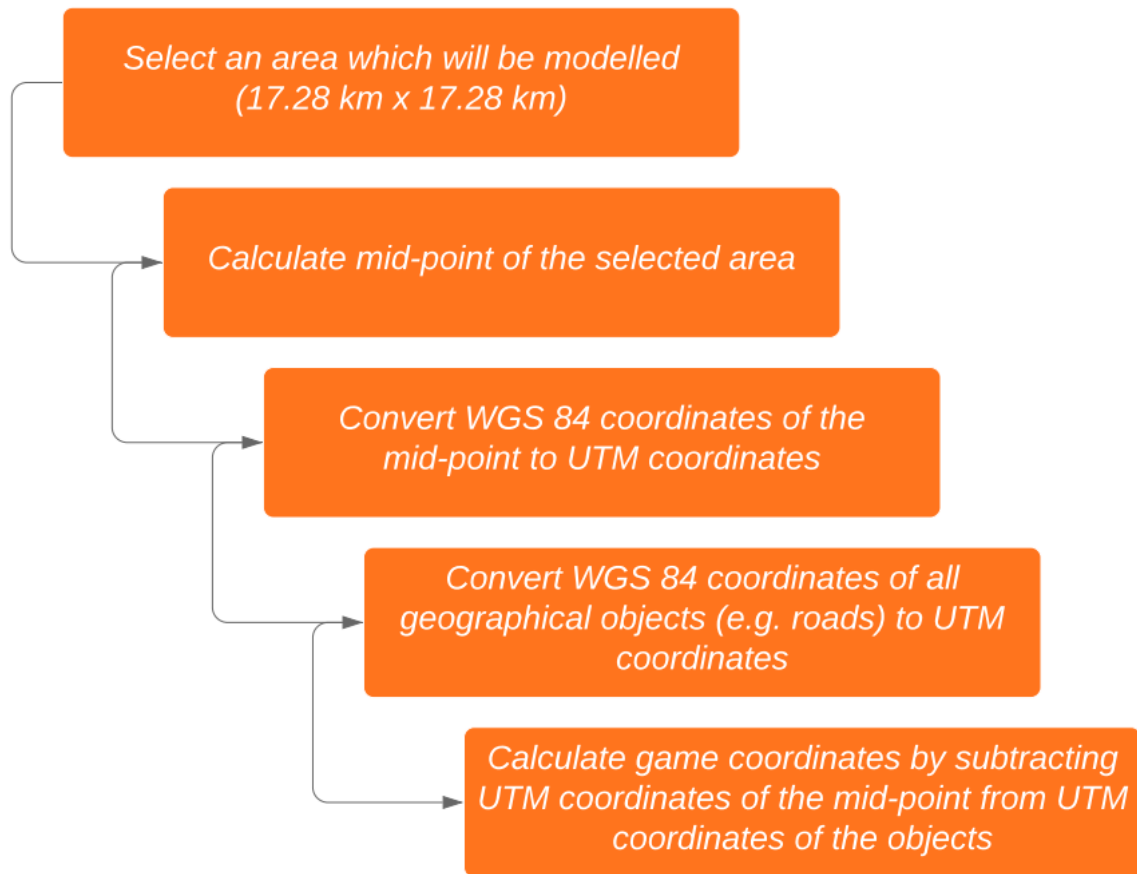 Select an area which will be modelled
(17.28 km x 17.28 km)
Calculate mid-point of the selected area
Convert WGS 84 coordinates of the
mid-point to UTM coordinates
Convert WGS 84 coordinates of all
geographical objects (e.g. roads) to UTM
coordinates
Calculate game coordinates by subtracting
UTM coordinates of the mid-point from UTM
coordinates of the objects